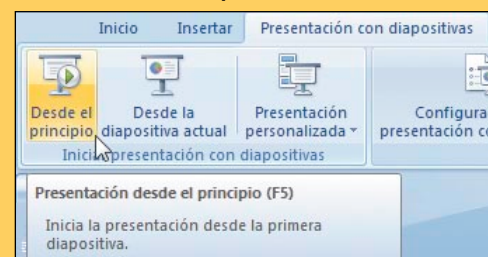 Inicio Insertar Presentación con diapositivas
Desde el principio
Desde la diapositiva actual
Presentación personalizada
Configura
presentación co
Iniciar presentación con diapositivas
Presentación desde el principio (F5)
Inicia la presentación desde la primera
diapositiva.